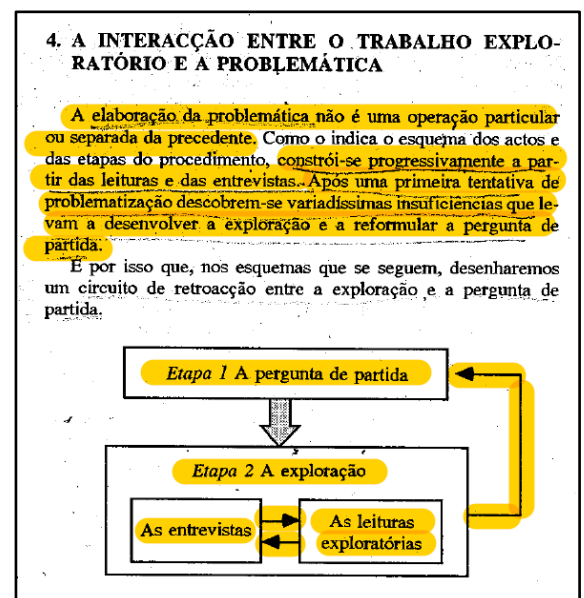 4. A INTERACÇÃO ENTRE O TRABALHO EXPLO-
RATÓRIO E A PROBLEMÁTICA
A elaboração da problemática não é uma operação particular
ou separada da precedente. Como o indica o esquema dos actos e
das etapas do procedimento, constrói-se progressivamente a par-
tir das leituras e das entrevistas. Após uma primeira tentativa de
problematização descobrem-se variadíssimas insuficiências que le-
vam a desenvolver a exploração e a reformular a pergunta de
partida.
É por isso que, nos esquemas que se seguem, desenharemos
um circuito de retroacção entre a exploração e a pergunta de
partida.
Etapa 1 A pergunta de partida
Etapa 2 A exploração
As entrevistas
As leituras
exploratórias